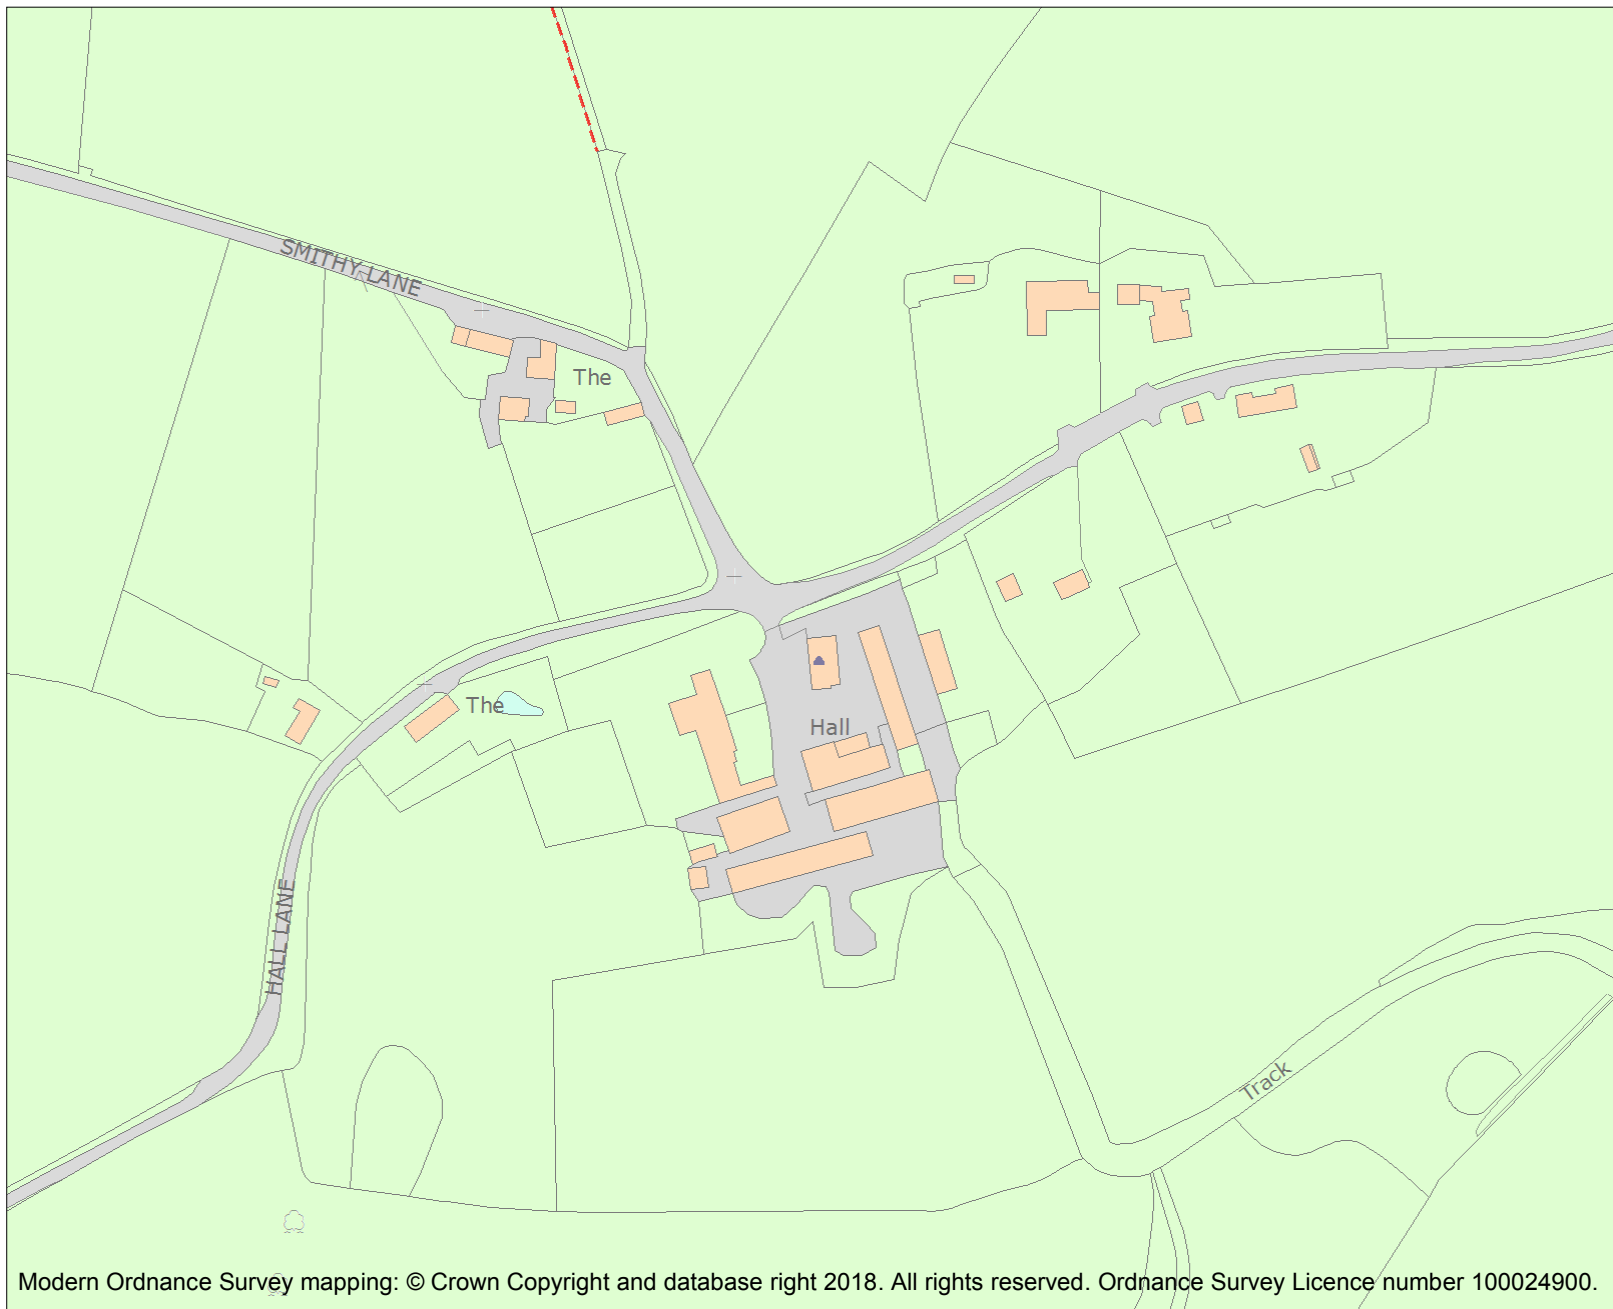 SMITHY LANE
The
The
Hall
HALL LANE
Track
Modern Ordnance Survey mapping: © Crown Copyright and database right 2018. All rights reserved. Ordnance Survey Licence number 100024900.